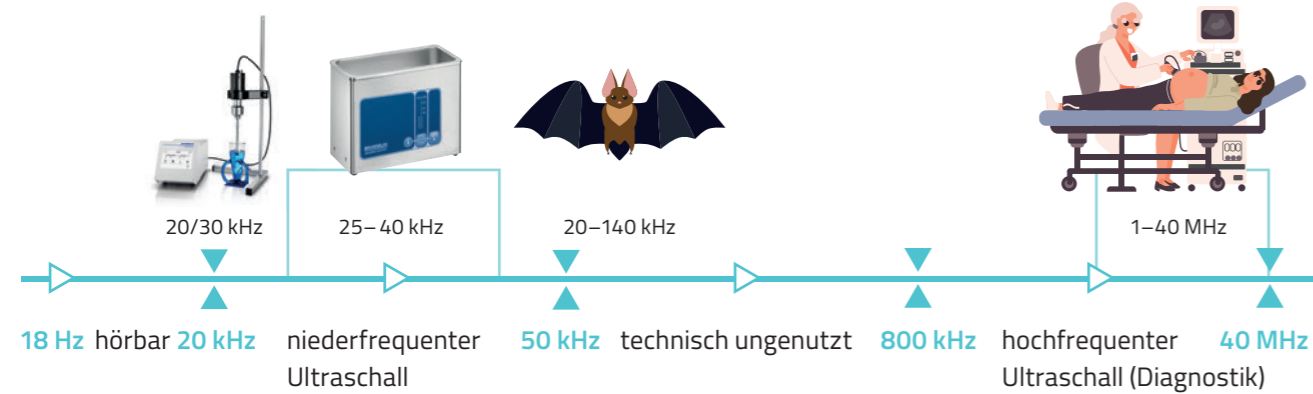 20/30 kHz
25–40 kHz
20–140 kHz
1–40 MHz
18 Hz hörbar 20 kHz niederfrequenter Ultraschall 50 kHz technisch ungenutzt 800 kHz hochfrequenter Ultraschall (Diagnostik) 40 MHz